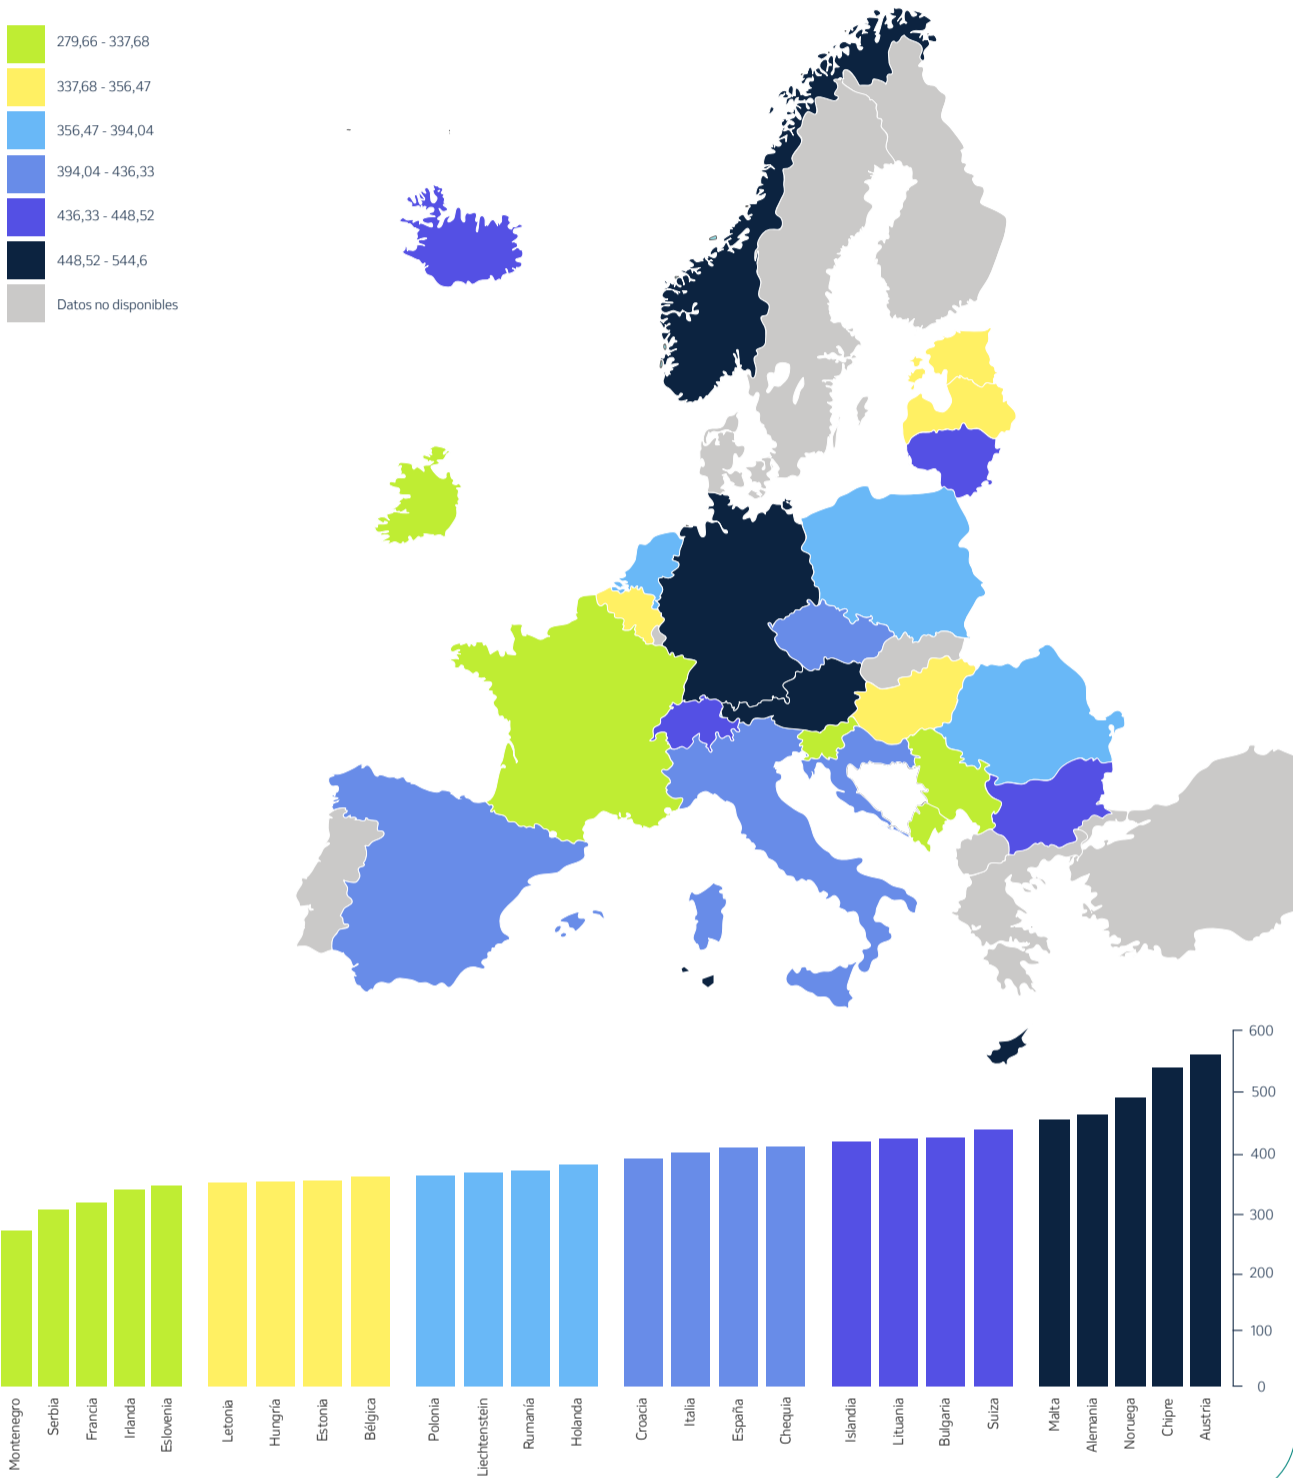 279,66 - 337,68
337,68 - 356,47
356,47 - 394,04
394,04 - 436,33
436,33 - 448,52
448,52 - 544,6
Datos no disponibles
600
500
400
300
200
100
0
Montenegro
Serbia
Francia
Irlanda
Eslovenia
Letonia
Hungría
Estonia
Bélgica
Polonia
Liechtenstein
Rumanía
Holanda
Croacia
Italia
España
Chequia
Islandia
Lituania
Bulgaria
Suiza
Malta
Alemania
Noruega
Chipre
Austria